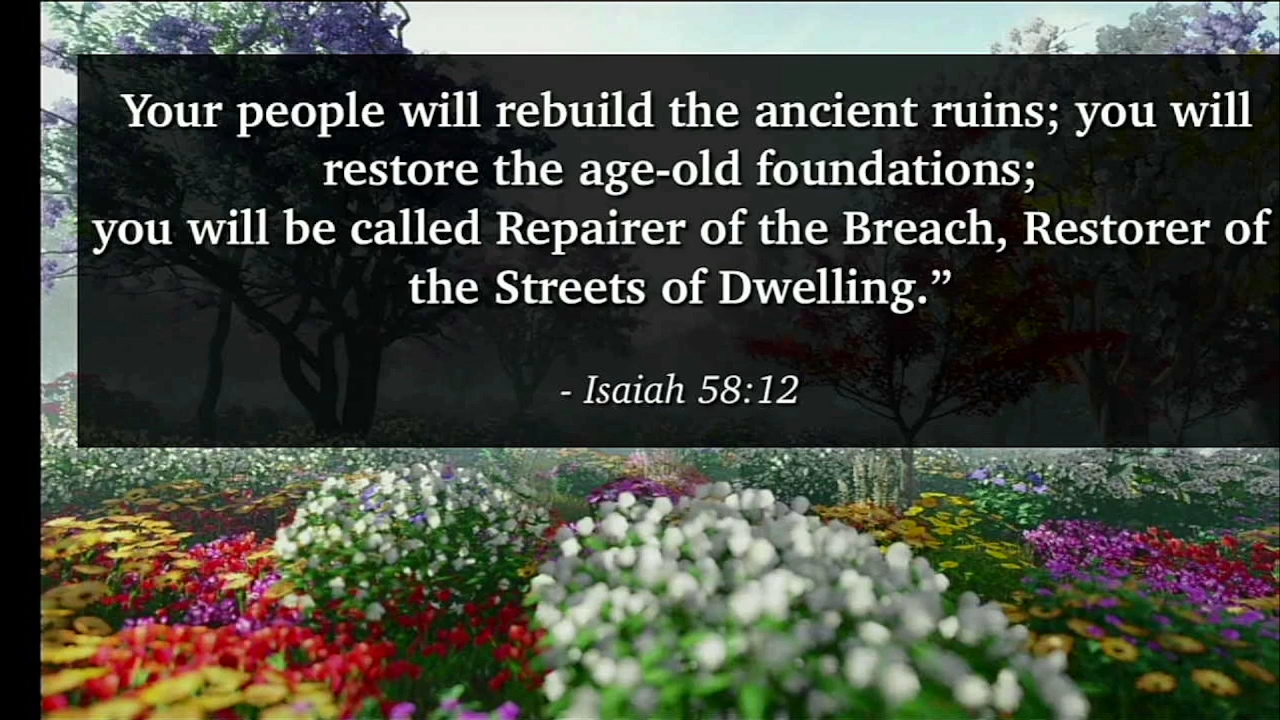 Your people will rebuild the ancient ruins; you will
restore the age-old foundations;
you will be called Repairer of the Breach, Restorer of
the Streets of Dwelling.”
- Isaiah 58:12